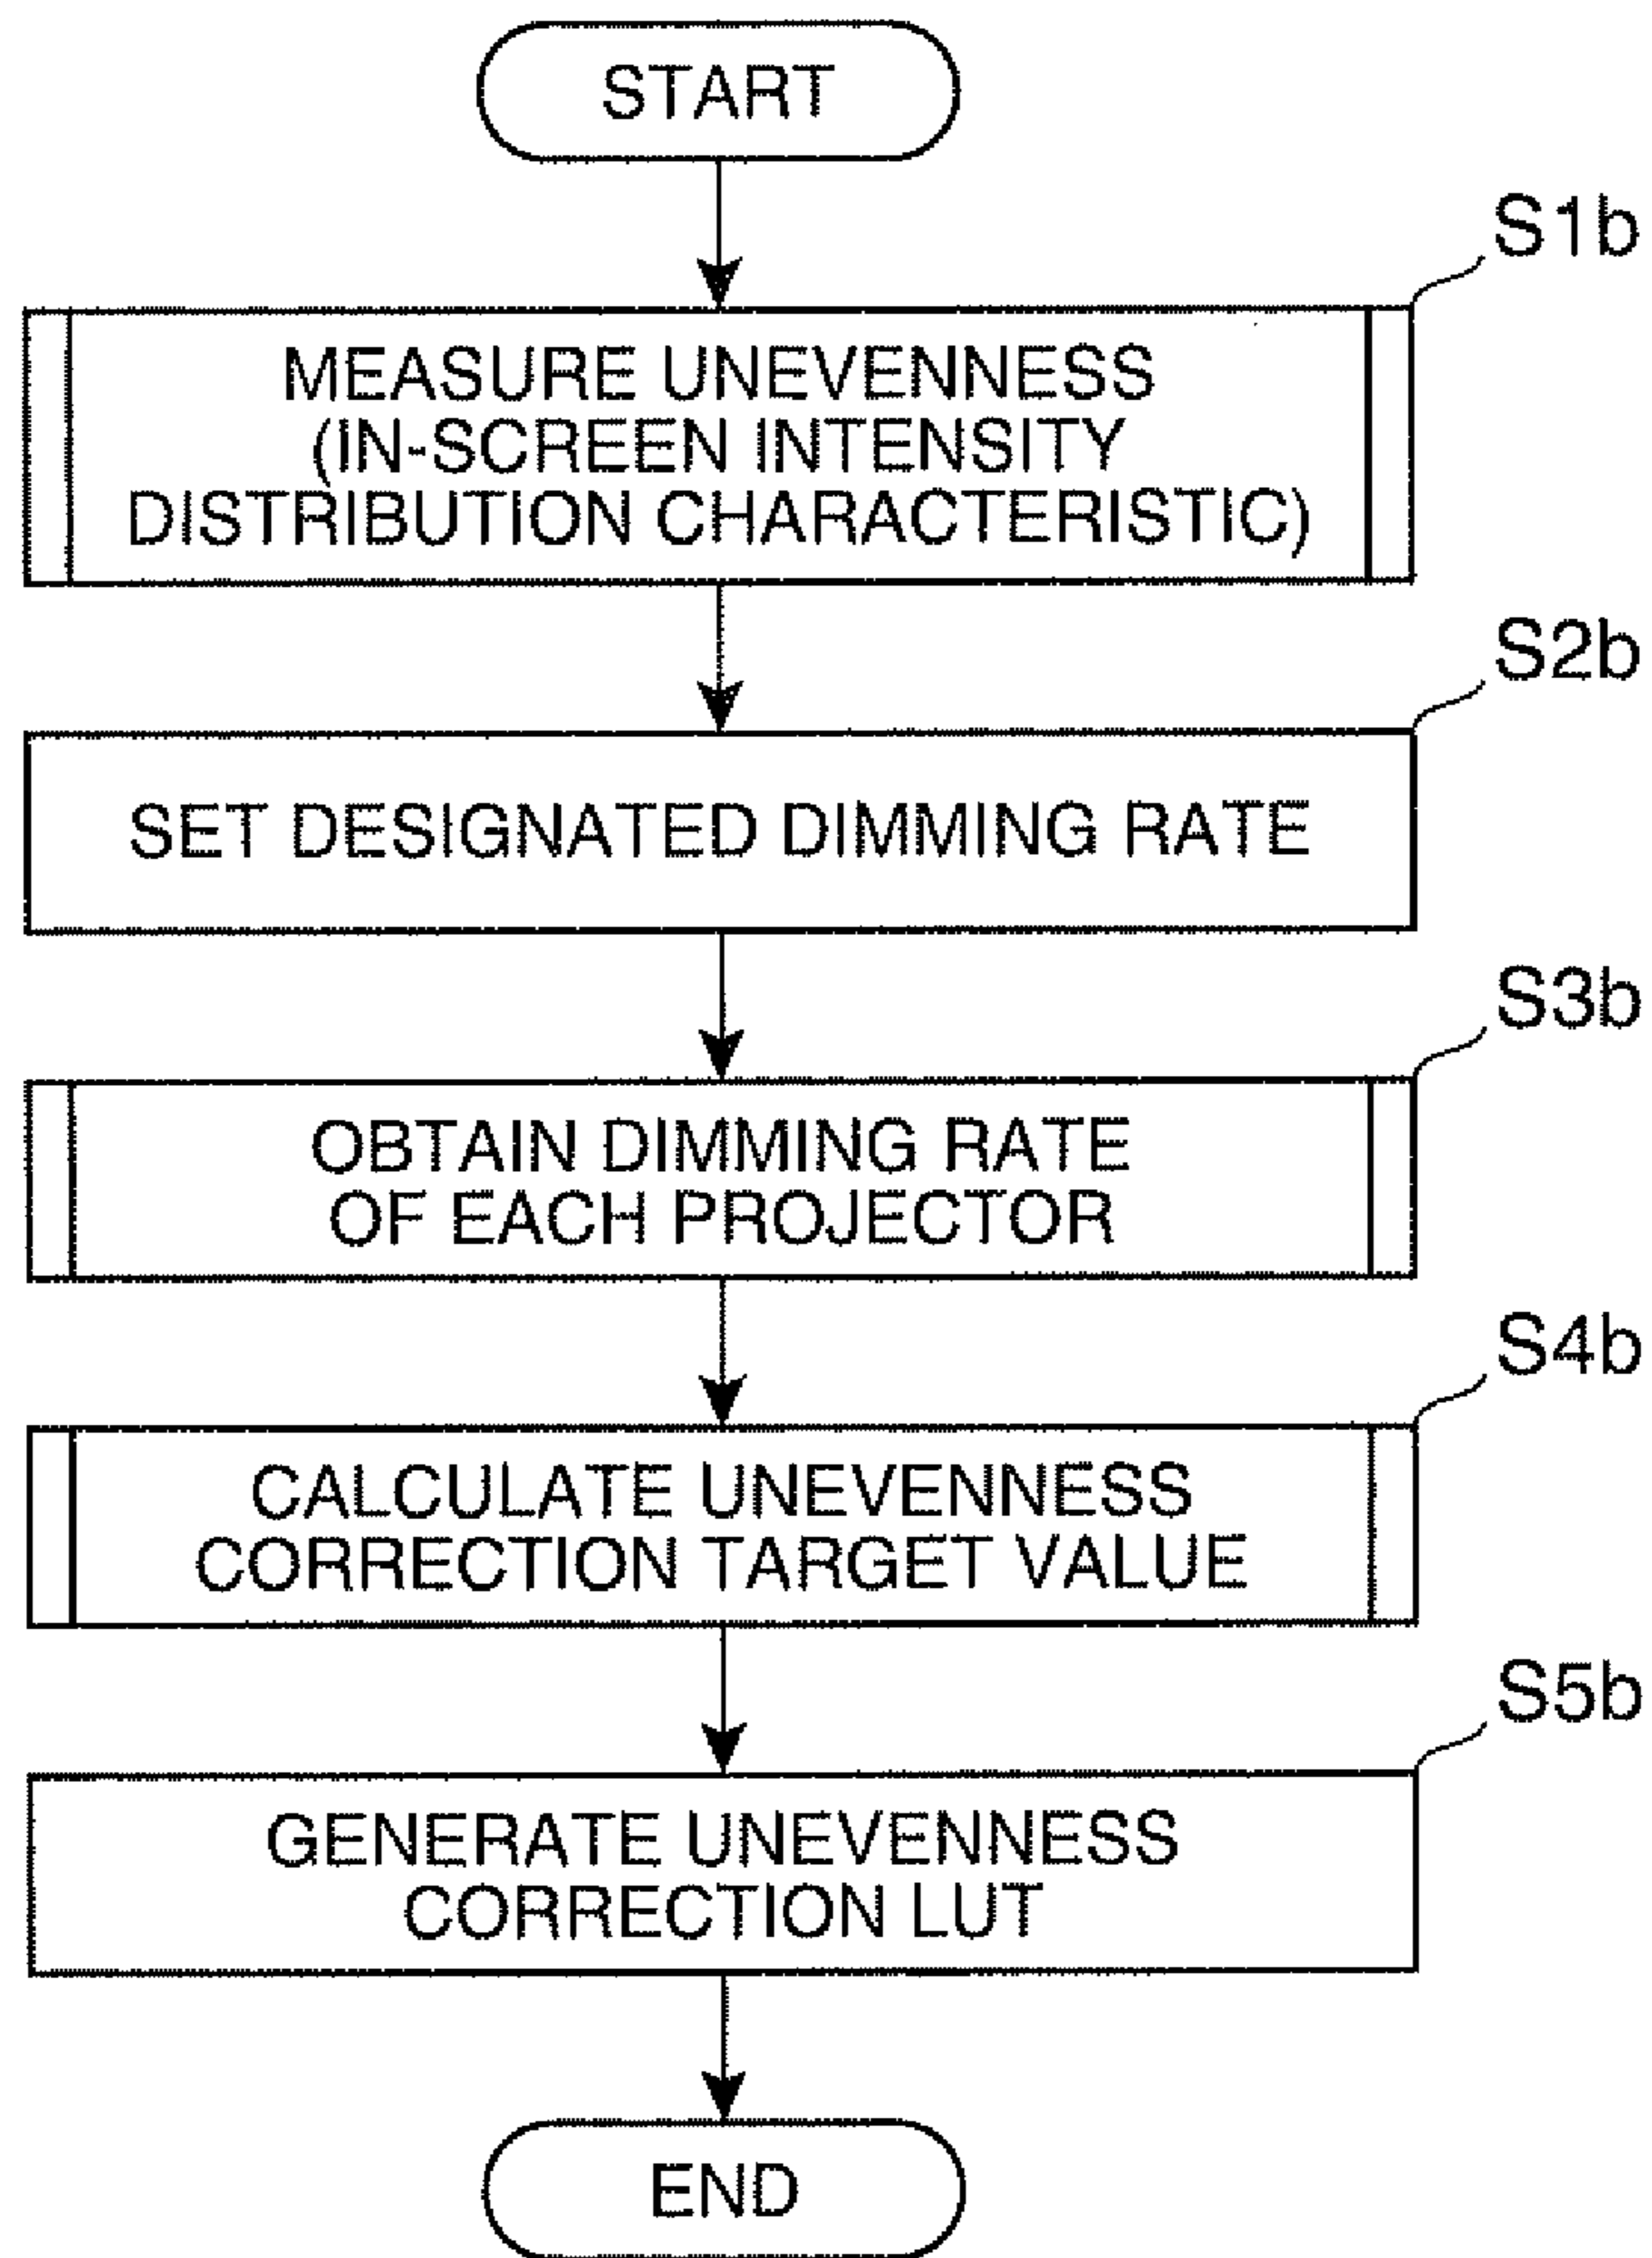 START
S1b
MEASURE UNEVENNESS
(IN-SCREEN INTENSITY
DISTRIBUTION CHARACTERISTIC)
S2b
SET DESIGNATED DIMMING RATE
S3b
OBTAIN DIMMING RATE
OF EACH PROJECTOR
S4b
CALCULATE UNEVENNESS
CORRECTION TARGET VALUE
S5b
GENERATE UNEVENNESS
CORRECTION LUT
END